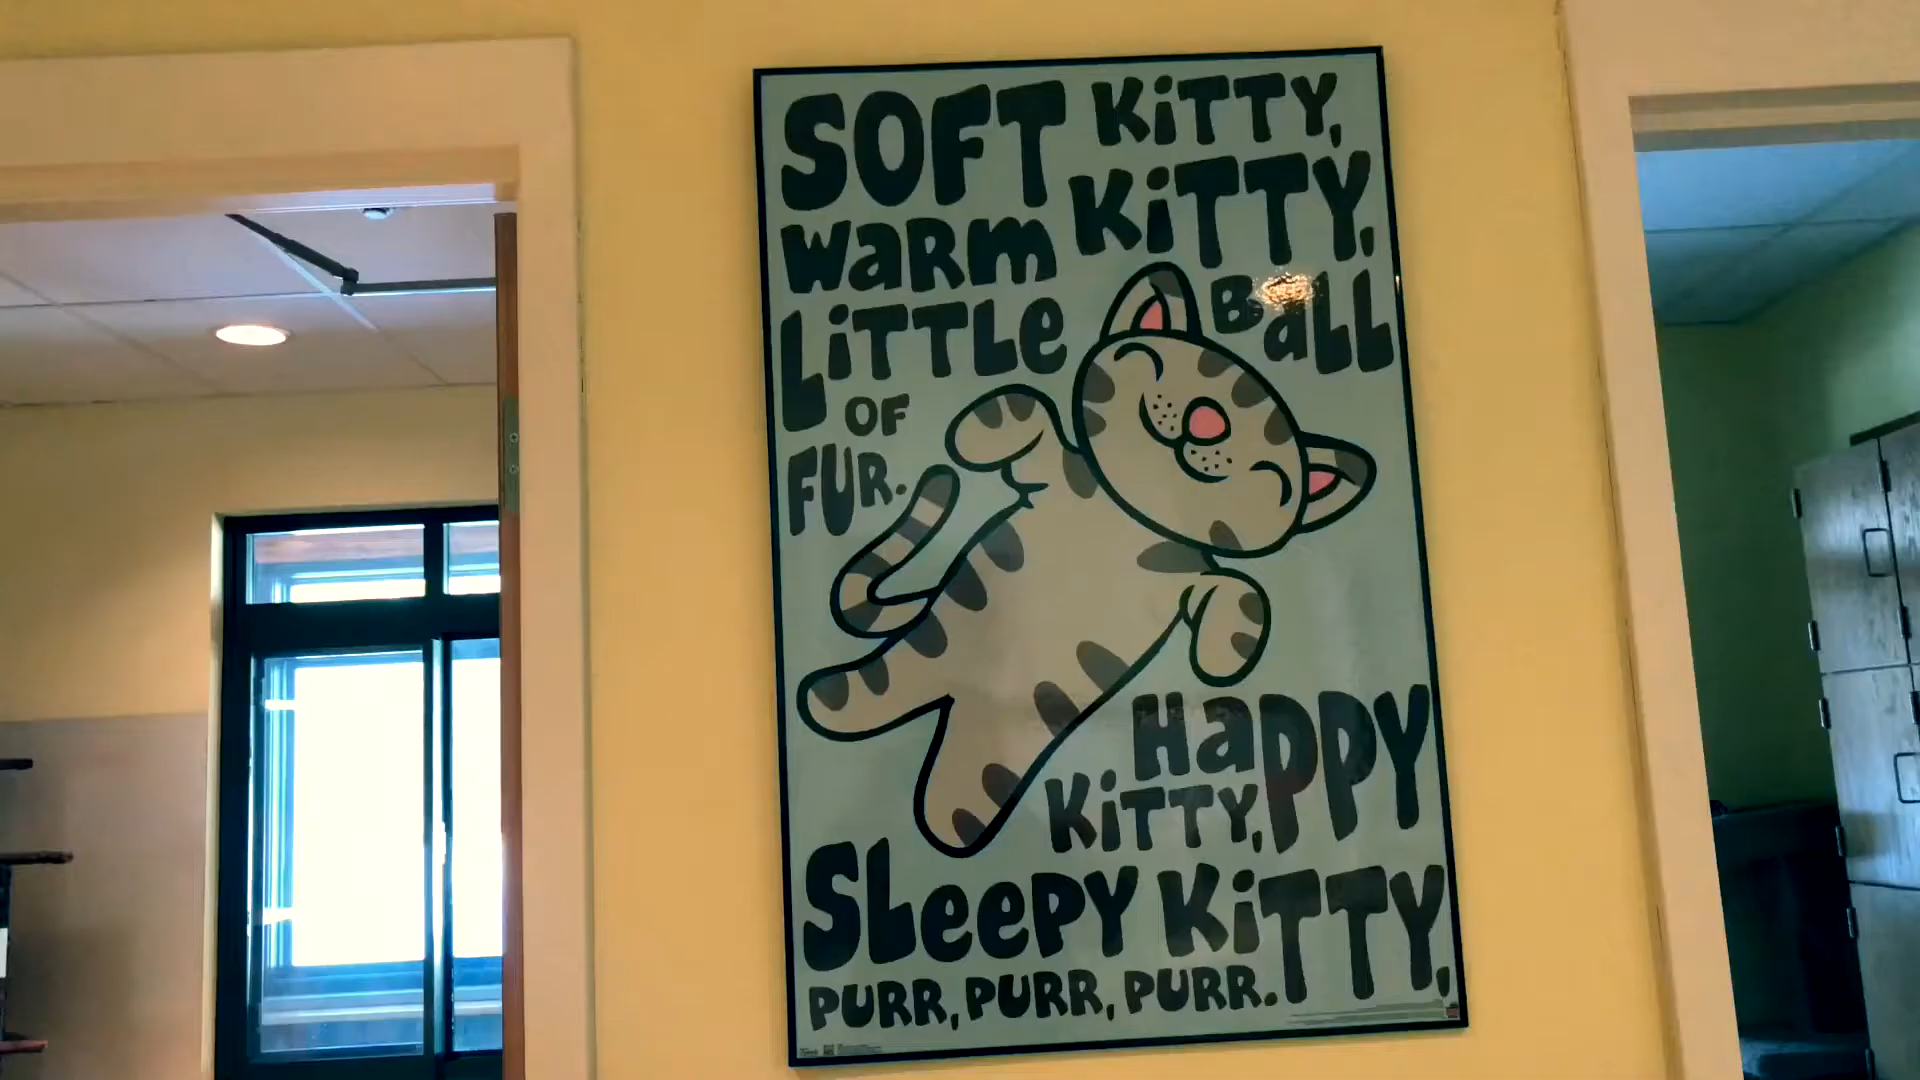 SOFT KiTTY,
waRm KiTTY,
LiTTLe BaLL
OF
FUR.
HaPPY
KiTTY,
SLeePY KiTTY,
PURR, PURR, PURR.